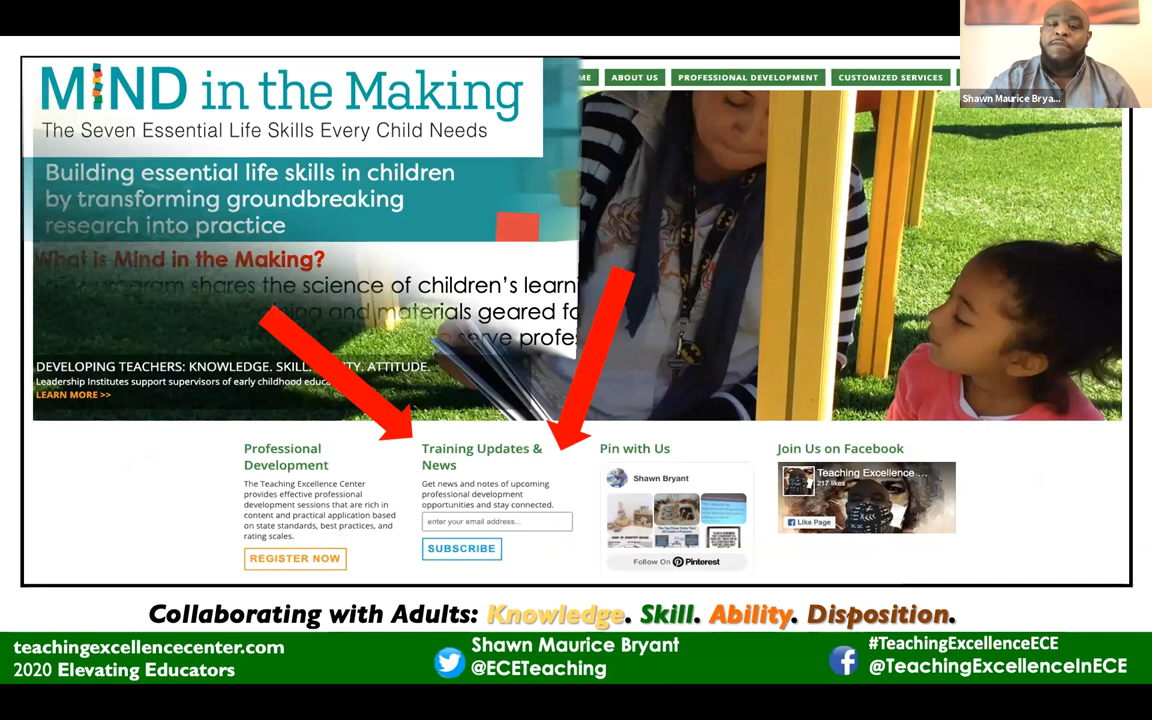 MIND in the Making
The Seven Essential Life Skills Every Child Needs
Building essential life skills in children
by transforming groundbreaking
research into practice
What is Mind in the Making?
program shares the science of children's learni
and materials geared fo
serve profes
ME
ABOUT US
PROFESSIONAL DEVELOPMENT
CUSTOMIZED SERVICES
Shawn Maurice Brya...
DEVELOPING TEACHERS: KNOWLEDGE. SKILL. ATTITUDE.
Leadership Institutes support supervisors of early childhood educa
LEARN MORE >>
Professional
Development
The Teaching Excellence Center
provides effective professional
development sessions that are rich in
content and practical application based
on state standards, best practices, and
rating scales.
REGISTER NOW
Training Updates &
News
Get news and notes of upcoming
professional development
opportunities and stay connected.
enter your email address...
SUBSCRIBE
Pin with Us
Shawn Bryant
Follow On Pinterest
Join Us on Facebook
Teaching Excellence ...
217 likes
Like Page
Collaborating with Adults: Knowledge. Skill. Ability. Disposition.
teachingexcellencecenter.com
2020 Elevating Educators
Shawn Maurice Bryant
@ECETeaching
#TeachingExcellenceECE
@TeachingExcellenceInECE